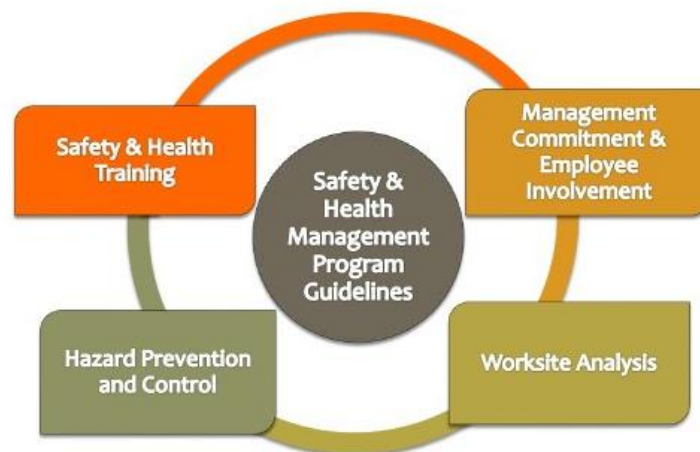 Safety & Health
Training
Management
Commitment &
Employee
Involvement
Safety &
Health
Management
Program
Guidelines
Hazard Prevention
and Control
Worksite Analysis